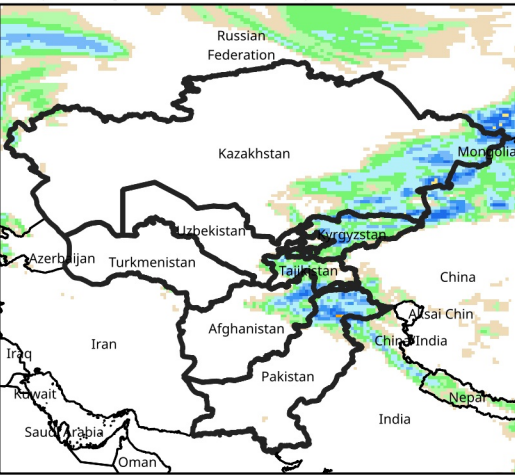 Russian
Federation
Kazakhstan
Mongolia
Uzbekistan
Kyrgyzstan
Azerbaijan
Turkmenistan
Tajikistan
China
Aksai Chin
Afghanistan
Iran
China/India
Iraq
Pakistan
Kuwait
Nepal
India
Saudi Arabia
Oman